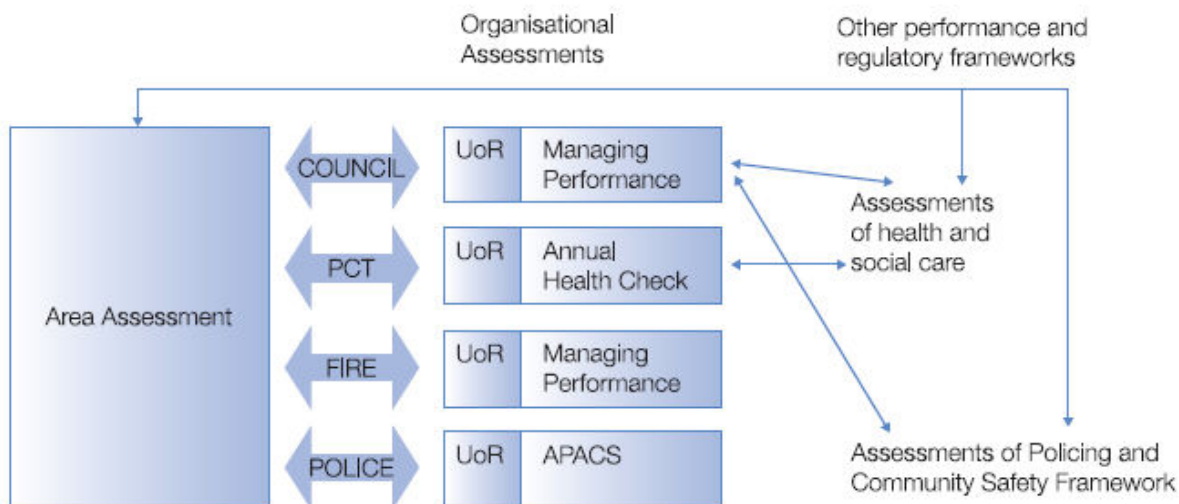 Organisational
Assessments
Other performance and
regulatory frameworks
Area Assessment
COUNCIL
UoR
Managing
Performance
PCT
UoR
Annual
Health Check
FIRE
UoR
Managing
Performance
POLICE
UoR
APACS
Assessments
of health and
social care
Assessments of Policing and
Community Safety Framework